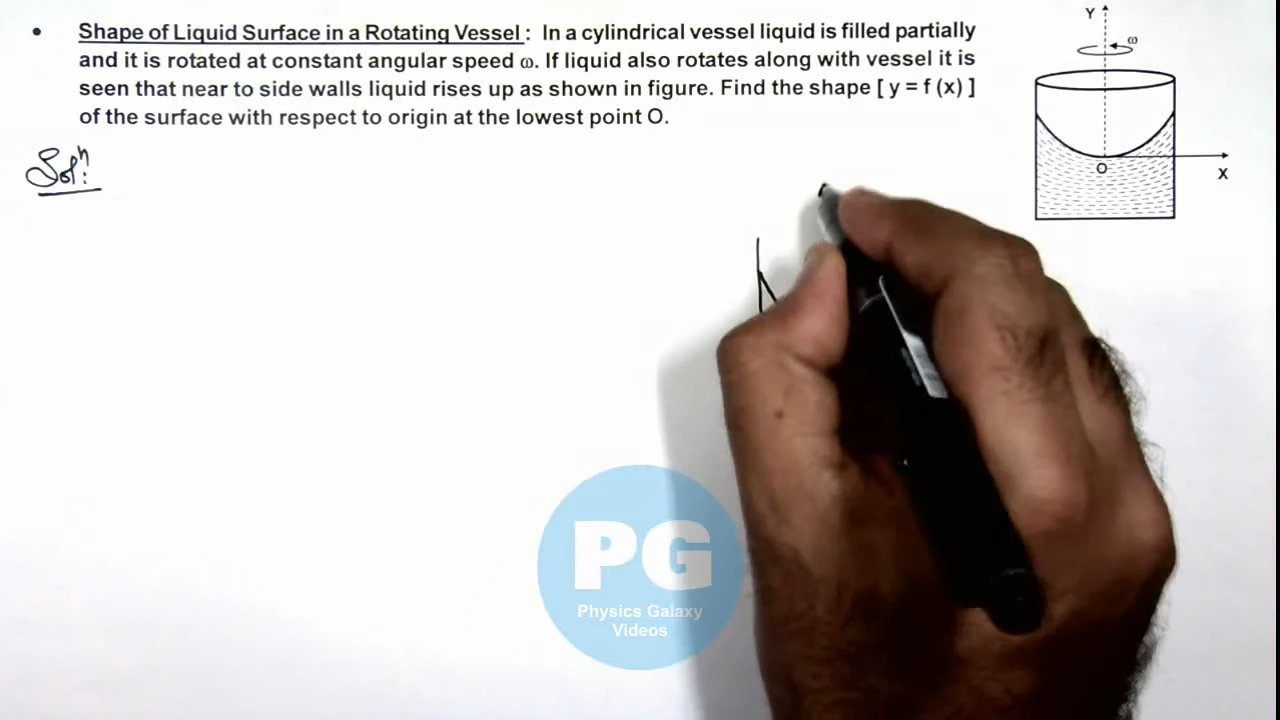 • Shape of Liquid Surface in a Rotating Vessel : In a cylindrical vessel liquid is filled partially
and it is rotated at constant angular speed ω. If liquid also rotates along with vessel it is
seen that near to side walls liquid rises up as shown in figure. Find the shape [ y = f (x) ]
of the surface with respect to origin at the lowest point O.
Y
ω
O
X
Solⁿ:
PG
Physics Galaxy
Videos